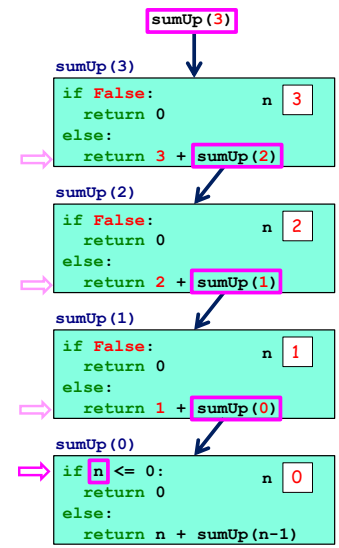 sumUp(3)
sumUp(3)
if False:
return 0
else:
return 3 + sumUp(2)
n 3
sumUp(2)
if False:
return 0
else:
return 2 + sumUp(1)
n 2
sumUp(1)
if False:
return 0
else:
return 1 + sumUp(0)
n 1
sumUp(0)
if n <= 0:
return 0
else:
return n + sumUp(n-1)
n 0